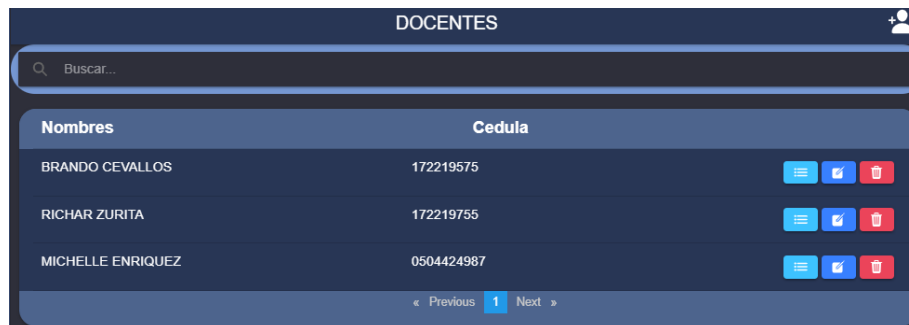 DOCENTES
Buscar...
Nombres Cedula
BRANDO CEVALLOS 172219575
RICHAR ZURITA 172219755
MICHELLE ENRIQUEZ 0504424987
« Previous 1 Next »